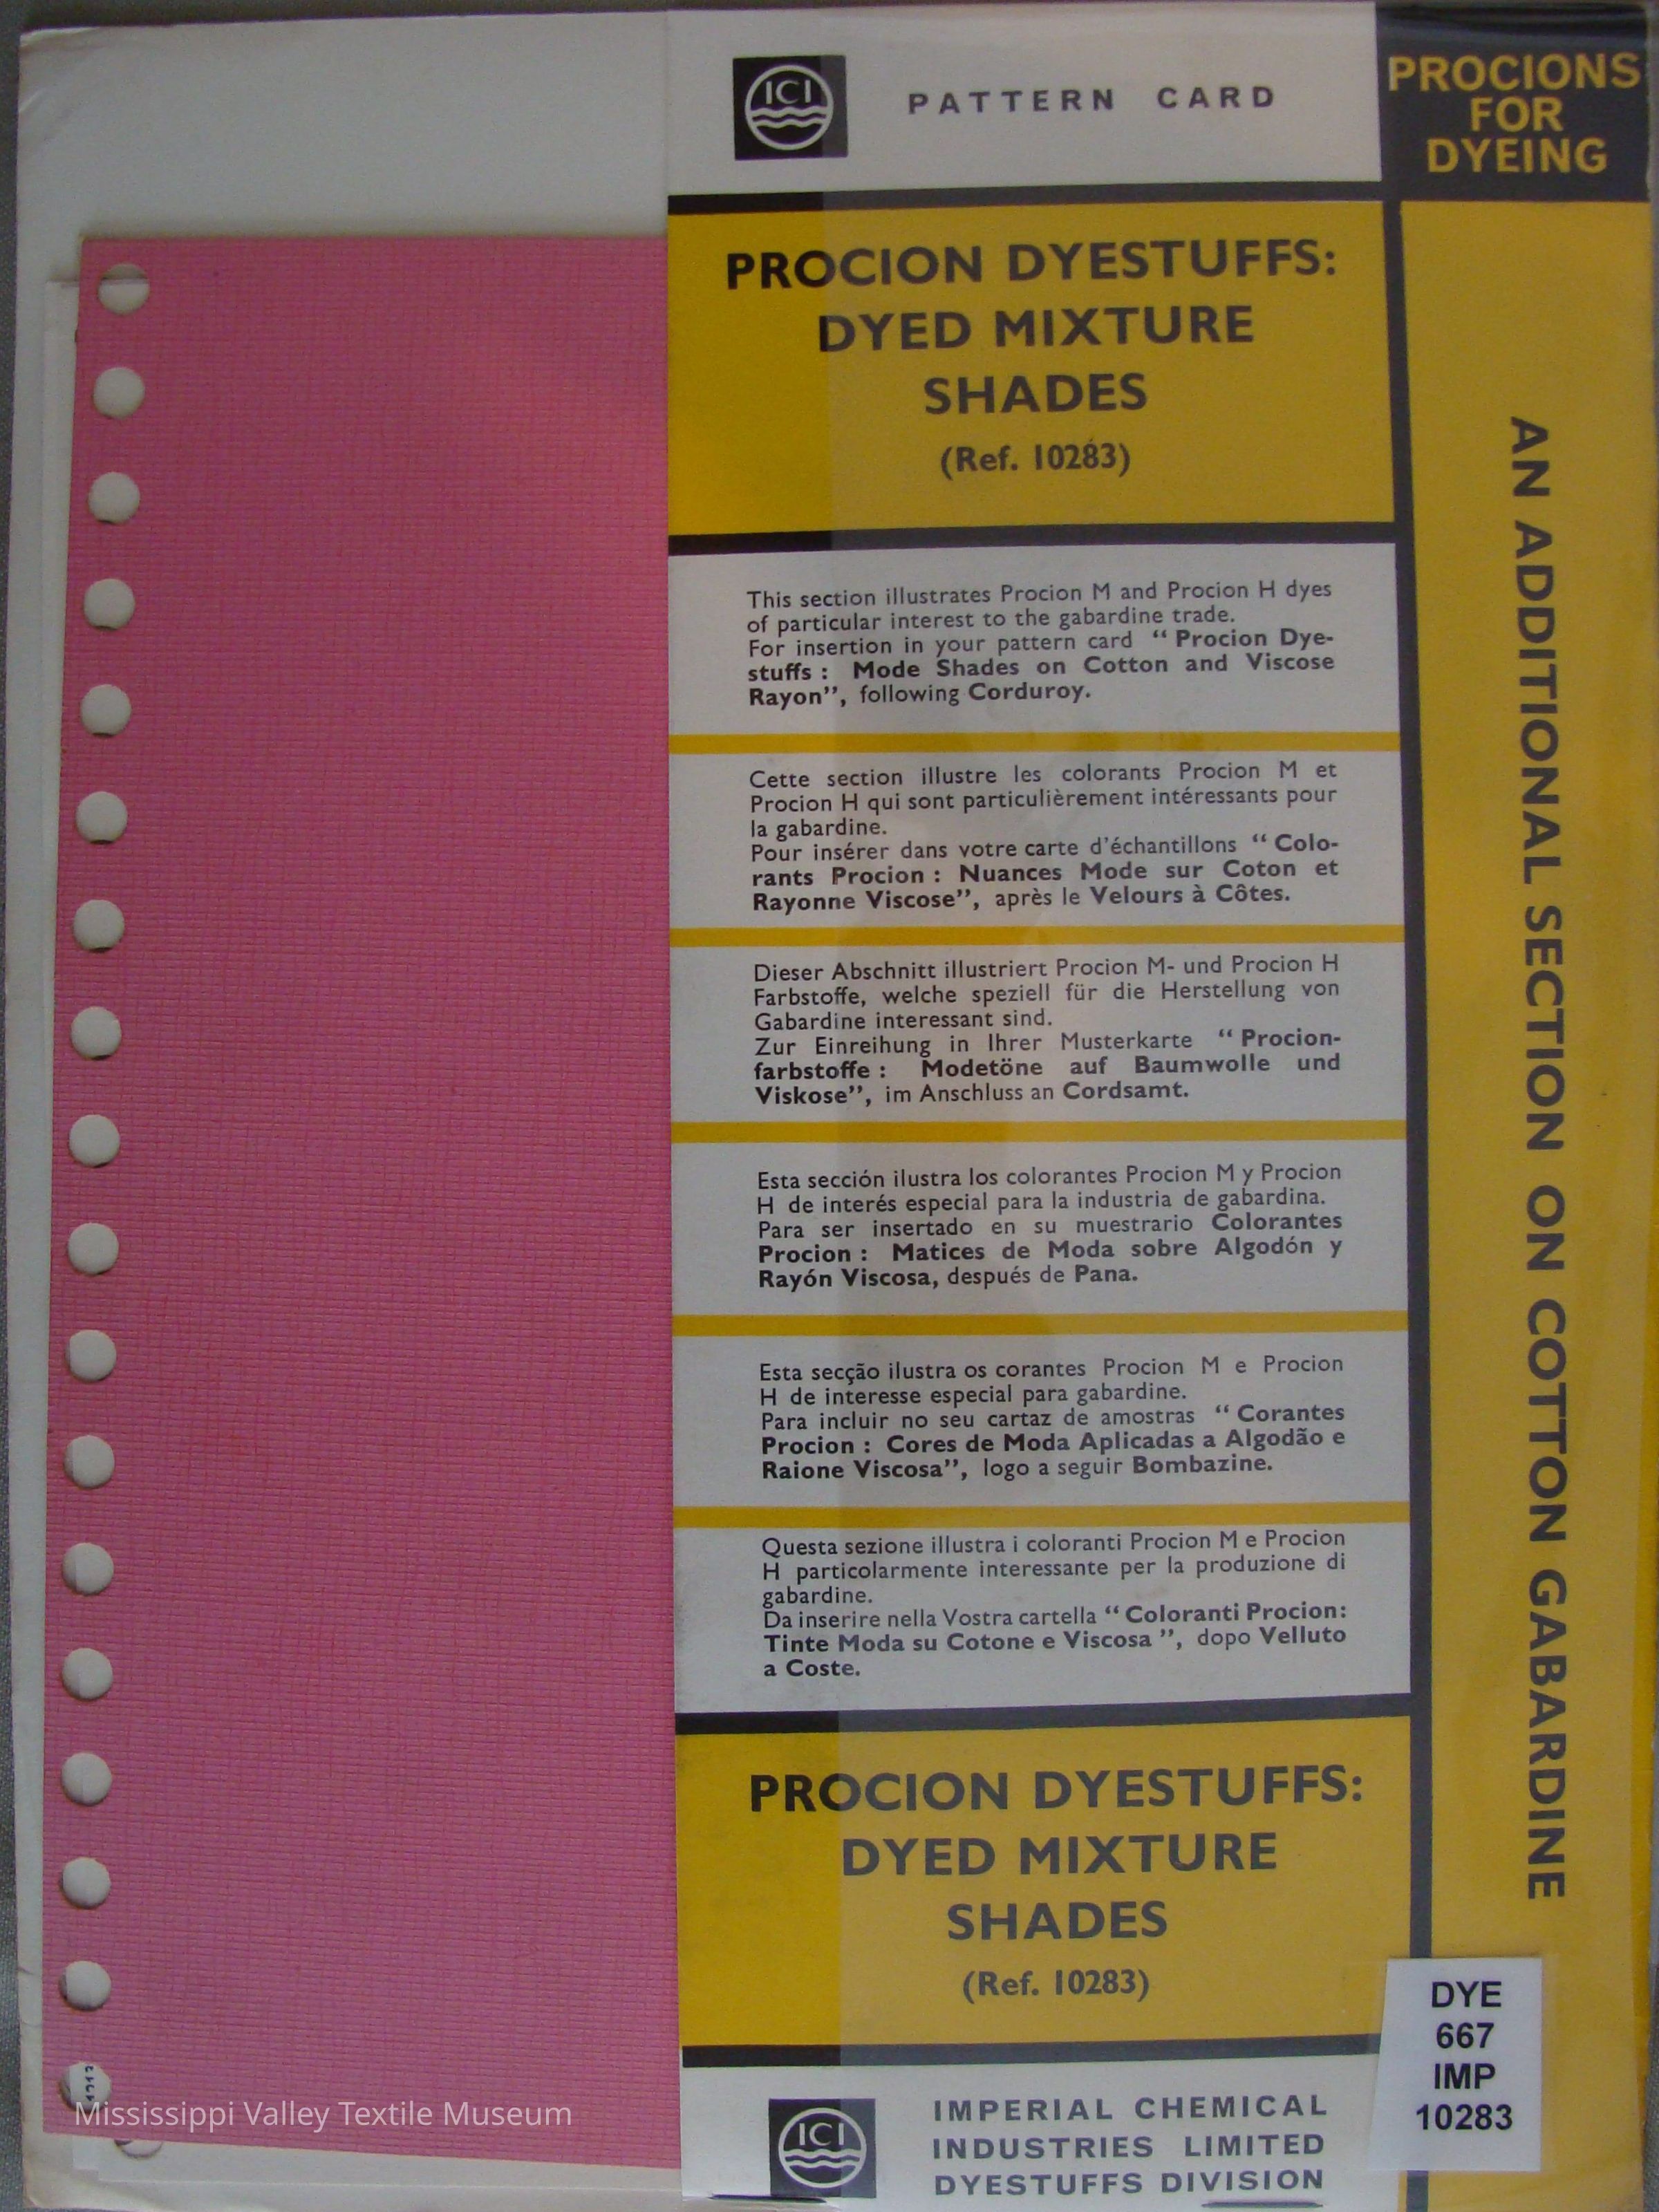 ICI
PATTERN CARD
PROCIONS
FOR
DYEING
PROCION DYESTUFFS:
DYED MIXTURE
SHADES
(Ref. 10283)
This section illustrates Procion M and Procion H dyes
of particular interest to the gabardine trade.
For insertion in your pattern card “ Procion Dye-
stuffs : Mode Shades on Cotton and Viscose
Rayon”, following Corduroy.
Cette section illustre les colorants Procion M et
Procion H qui sont particulièrement intéressants pour
la gabardine.
Pour insérer dans votre carte d’échantillons “ Colo-
rants Procion : Nuances Mode sur Coton et
Rayonne Viscose”, après le Velours à Côtes.
Dieser Abschnitt illustriert Procion M- und Procion H
Farbstoffe, welche speziell für die Herstellung von
Gabardine interessant sind.
Zur Einreihung in Ihrer Musterkarte “ Procion-
farbstoffe : Modetöne auf Baumwolle und
Viskose”, im Anschluss an Cordsamt.
Esta sección ilustra los colorantes Procion M y Procion
H de interés especial para la industria de gabardina.
Para ser insertado en su muestrario Colorantes
Procion : Matices de Moda sobre Algodón y
Rayón Viscosa, después de Pana.
Esta secção ilustra os corantes Procion M e Procion
H de interesse especial para gabardine.
Para incluir no seu cartaz de amostras “ Corantes
Procion : Cores de Moda Aplicadas a Algodão e
Raione Viscosa”, logo a seguir Bombazine.
Questa sezione illustra i coloranti Procion M e Procion
H particolarmente interessante per la produzione di
gabardine.
Da inserire nella Vostra cartella “ Coloranti Procion:
Tinte Moda su Cotone e Viscosa ”, dopo Velluto
a Coste.
PROCION DYESTUFFS:
DYED MIXTURE
SHADES
(Ref. 10283)
ICI
IMPERIAL CHEMICAL
INDUSTRIES LIMITED
DYESTUFFS DIVISION
AN ADDITIONAL SECTION ON COTTON GABARDINE
DYE
667
IMP
10283
Mississippi Valley Textile Museum